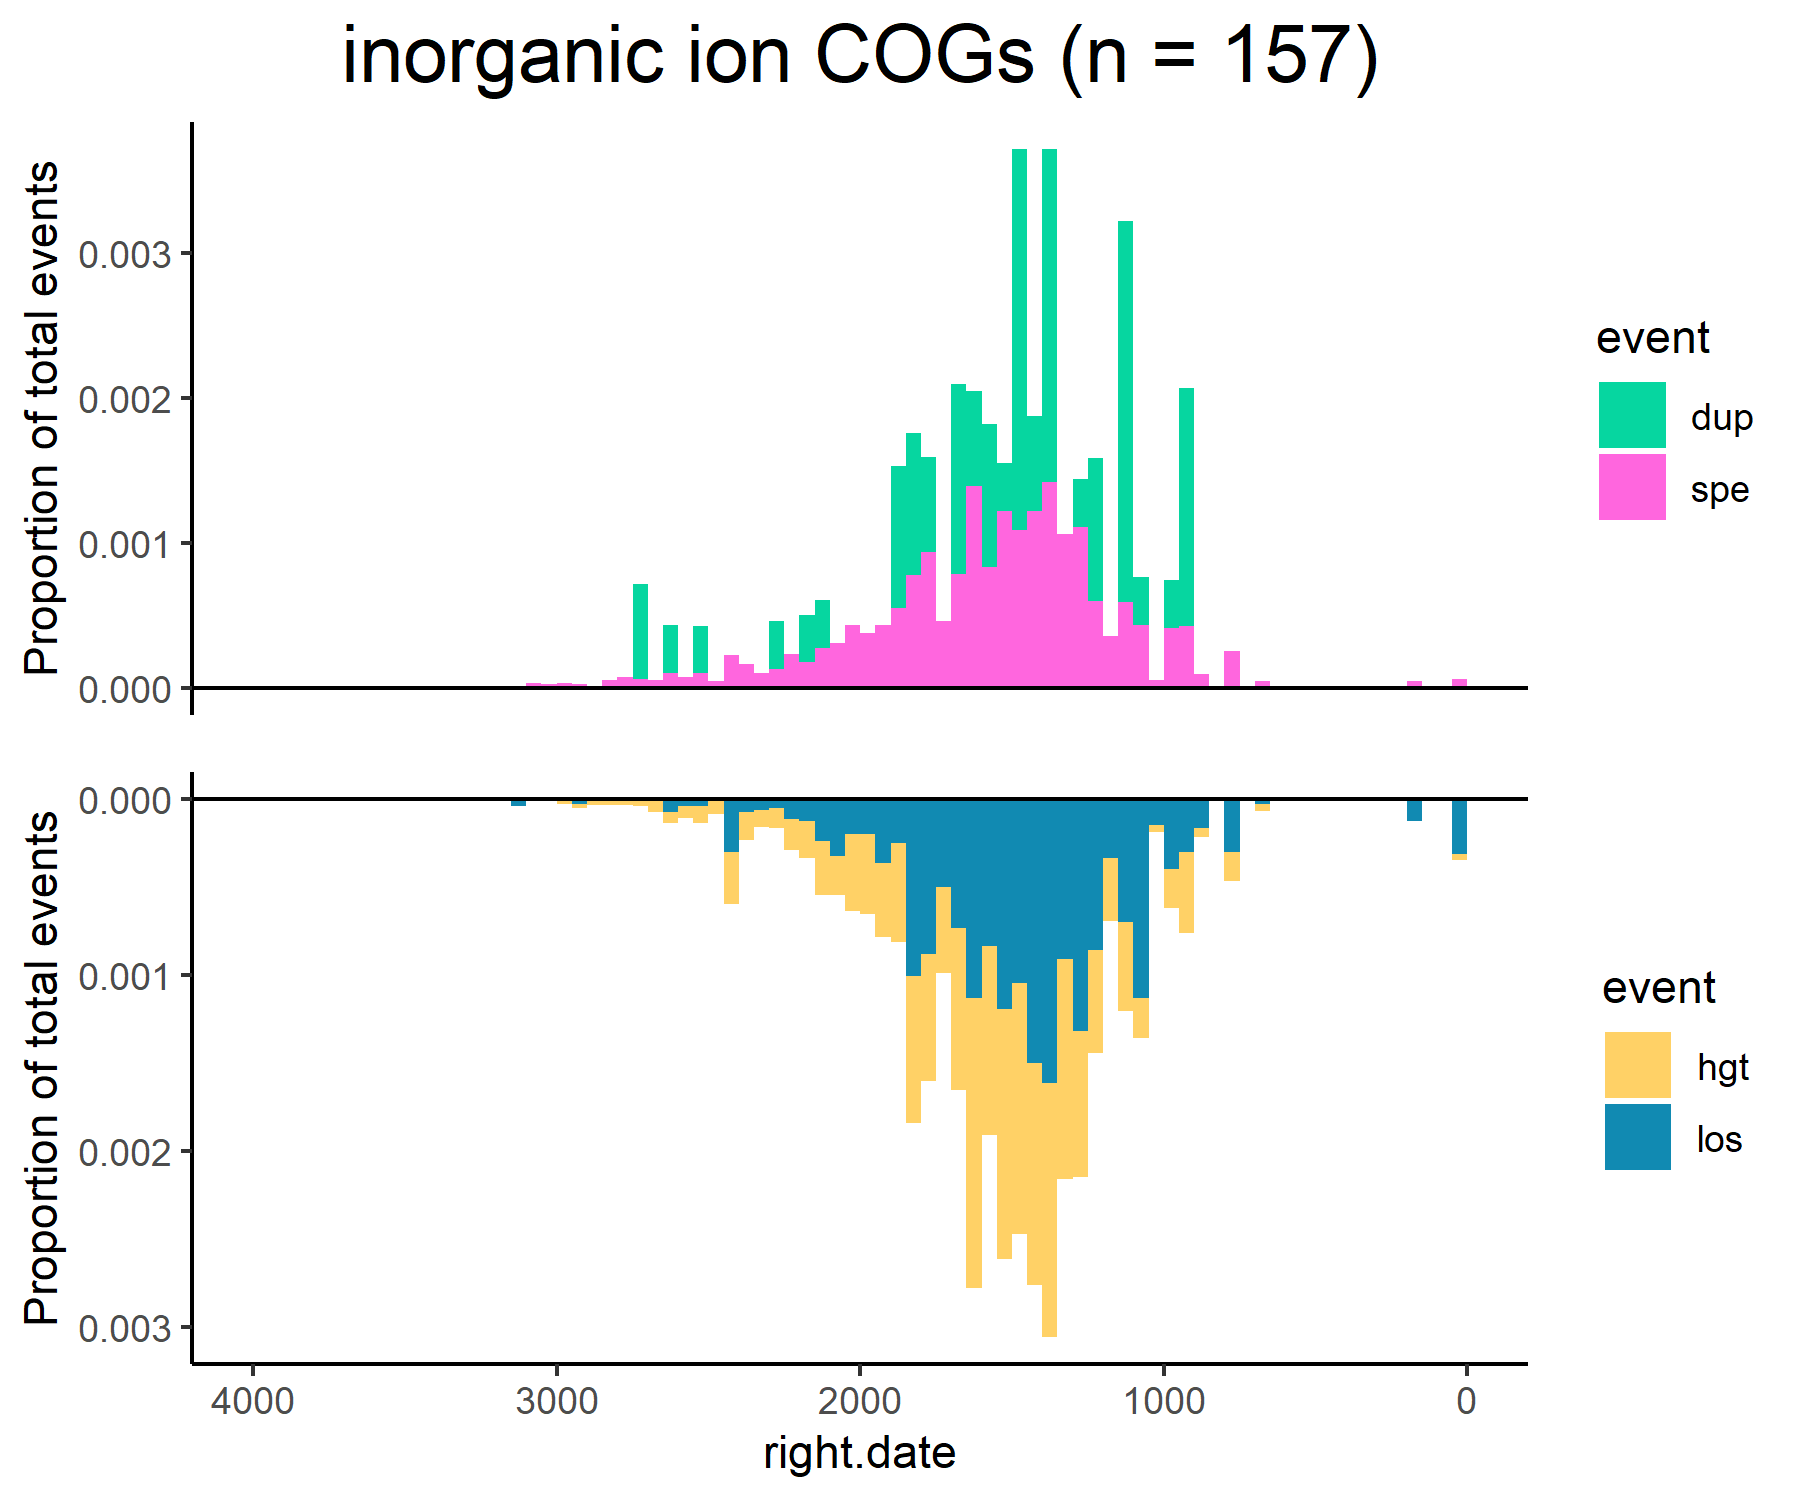 inorganic ion COGs (n = 157)
Proportion of total events
0.003
0.002
0.001
0.000
event
dup
spe
Proportion of total events
0.000
0.001
0.002
0.003
event
hgt
los
4000 3000 2000 1000 0
right.date